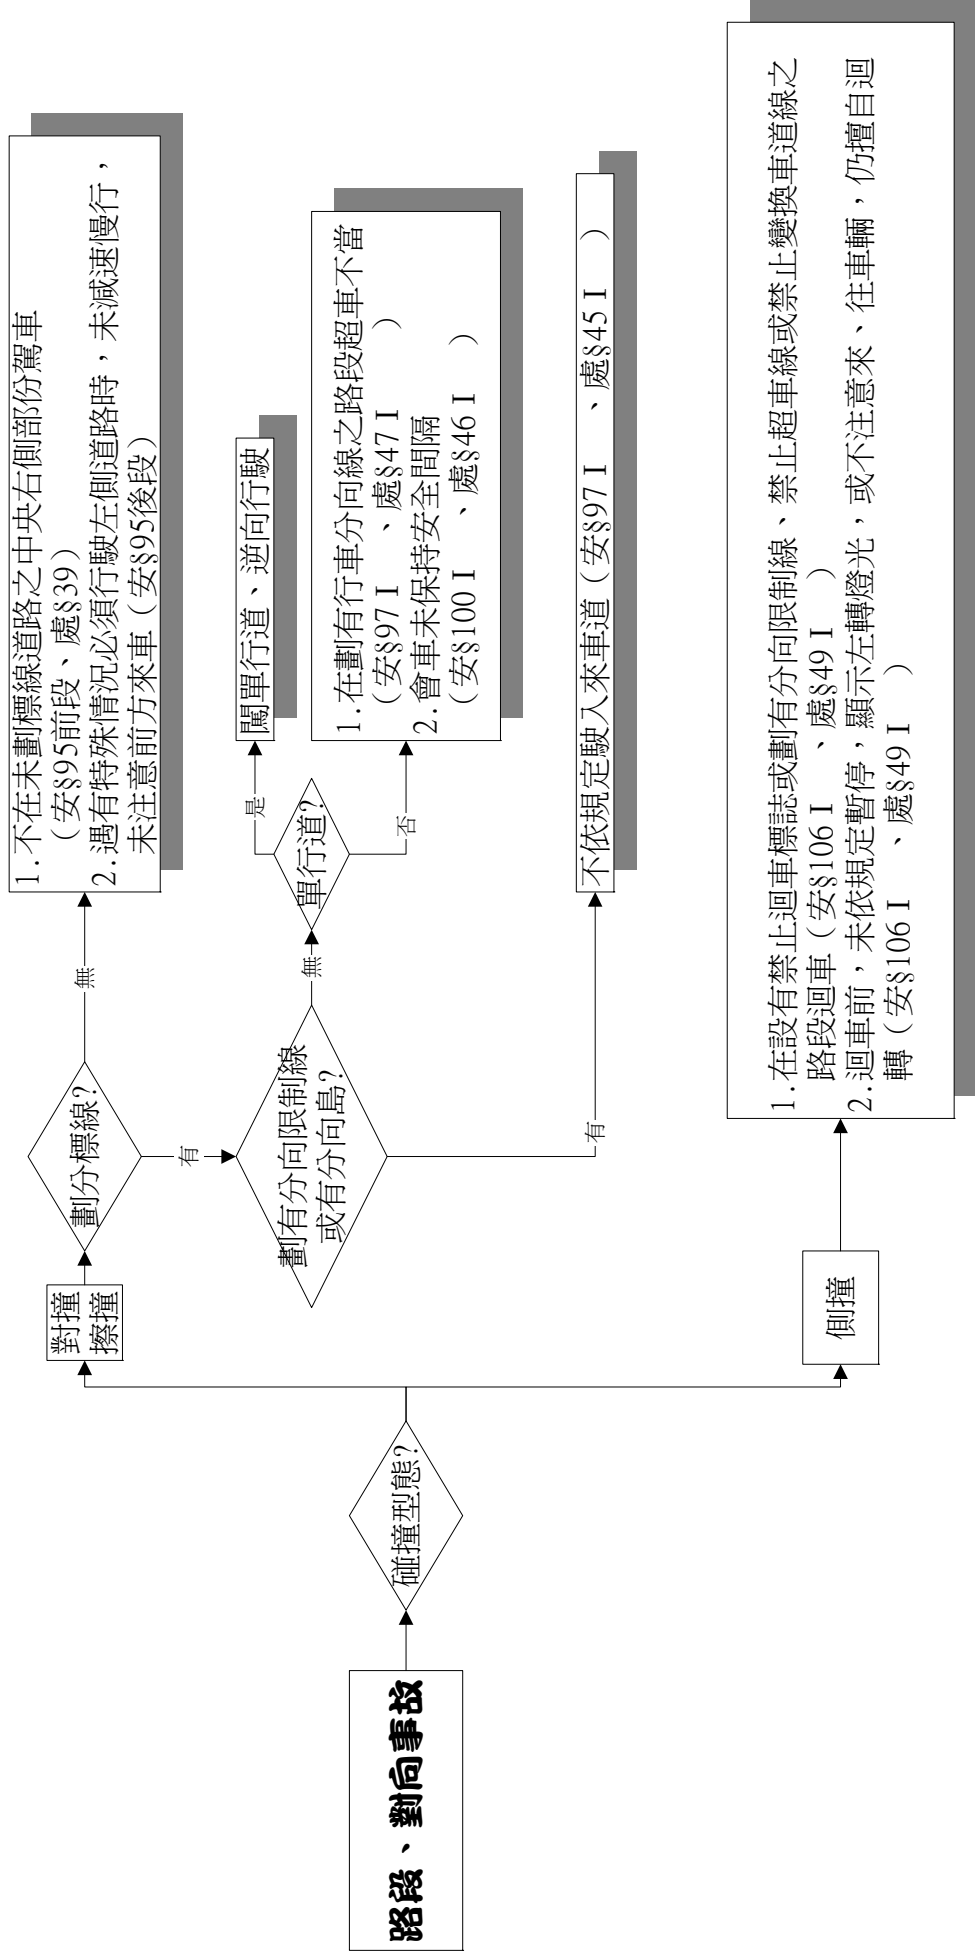 路段、對向事故
碰撞型態?
對撞
擦撞
劃分標線?
無
1.不在未劃標線道路之中央右側部份駕車
(安§95前段、處§39)
2.遇有特殊情況必須行駛左側道路時，未減速慢行，
未注意前方來車(安§95後段)
有
劃有分向限制線
或有分向島?
無
單行道?
是
闖單行道、逆向行駛
否
1.在劃有行車分向線之路段超車不當
(安§97Ⅰ 、處§47Ⅰ )
2.會車未保持安全間隔
(安§100Ⅰ 、處§46Ⅰ )
有
不依規定駛入來車道(安§97Ⅰ 、處§45Ⅰ )
側撞
1.在設有禁止迴車標誌或劃有分向限制線、禁止超車線或禁止變換車道線之
路段迴車(安§106Ⅰ 、處§49Ⅰ )
2.迴車前，未依規定暫停，顯示左轉燈光，或不注意來、往車輛，仍擅自迴
轉(安§106Ⅰ 、處§49Ⅰ )